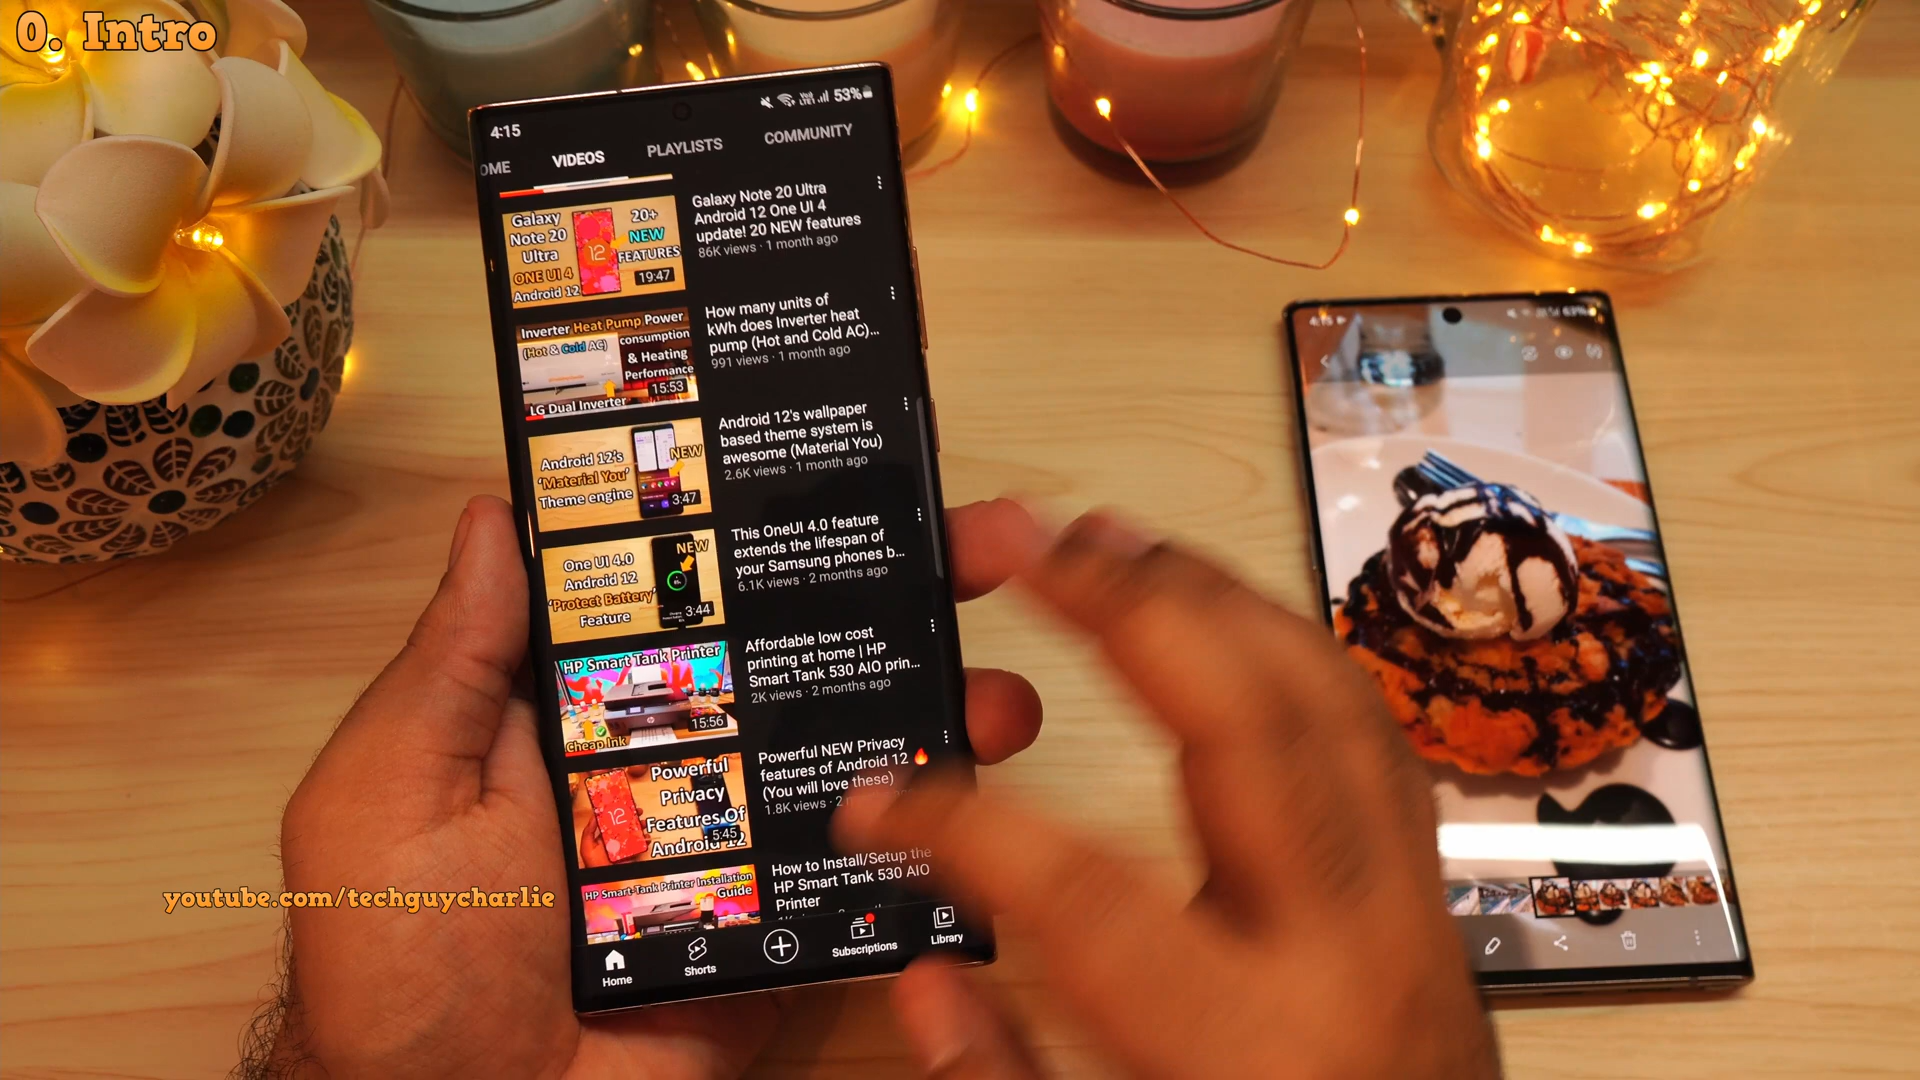 0. Intro
4:15
53%
OME
VIDEOS
PLAYLISTS
COMMUNITY
Galaxy
Note 20
Ultra
ONE UI 4
Android 12
20+
NEW
FEATURES
12
19:47
Galaxy Note 20 Ultra
Android 12 One UI 4
update! 20 NEW features
86K views · 1 month ago
Inverter Heat Pump Power
(Hot & Cold AC)
consumption
& Heating
Performance
15:53
LG Dual Inverter
How many units of
kWh does Inverter heat
pump (Hot and Cold AC)...
991 views · 1 month ago
Android 12's
'Material You'
Theme engine
NEW
3:47
Android 12's wallpaper
based theme system is
awesome (Material You)
2.6K views · 1 month ago
One UI 4.0
Android 12
'Protect Battery'
Feature
NEW
3:44
This OneUI 4.0 feature
extends the lifespan of
your Samsung phones b...
6.1K views · 2 months ago
HP Smart Tank Printer
15:56
Cheap Ink
Affordable low cost
printing at home | HP
Smart Tank 530 AIO prin...
2K views · 2 months ago
Powerful
Privacy
Features Of
Android 12
12
5:45
Powerful NEW Privacy
features of Android 12 🔥
(You will love these)
1.8K views · 2
HP Smart Tank Printer Installation
Guide
How to Install/Setup the
HP Smart Tank 530 AIO
Printer
Home
Shorts
Subscriptions
Library
4:15
63%
youtube.com/techguycharlie